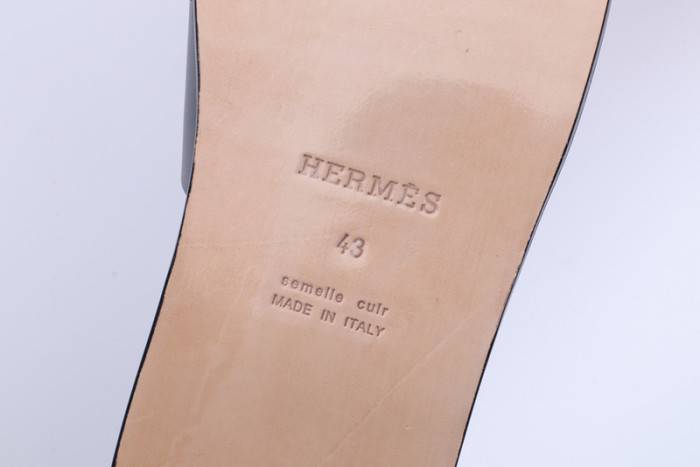 HERMÈS
43
semelle cuir
MADE IN ITALY